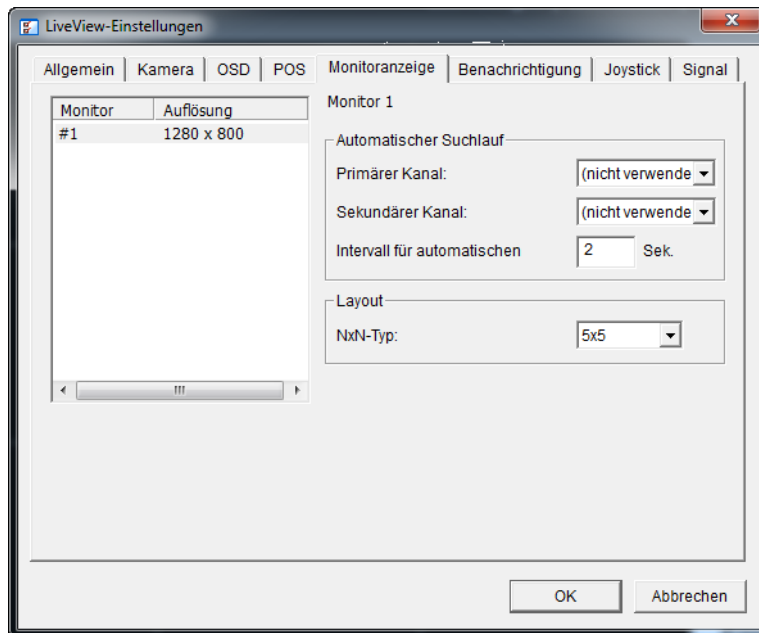 LiveView-Einstellungen
Allgemein Kamera OSD POS Monitoranzeige Benachrichtigung Joystick Signal
Monitor Auflösung
#1 1280 x 800
Monitor 1
Automatischer Suchlauf
Primärer Kanal: (nicht verwende
Sekundärer Kanal: (nicht verwende
Intervall für automatischen 2 Sek.
Layout
NxN-Typ: 5x5
OK Abbrechen